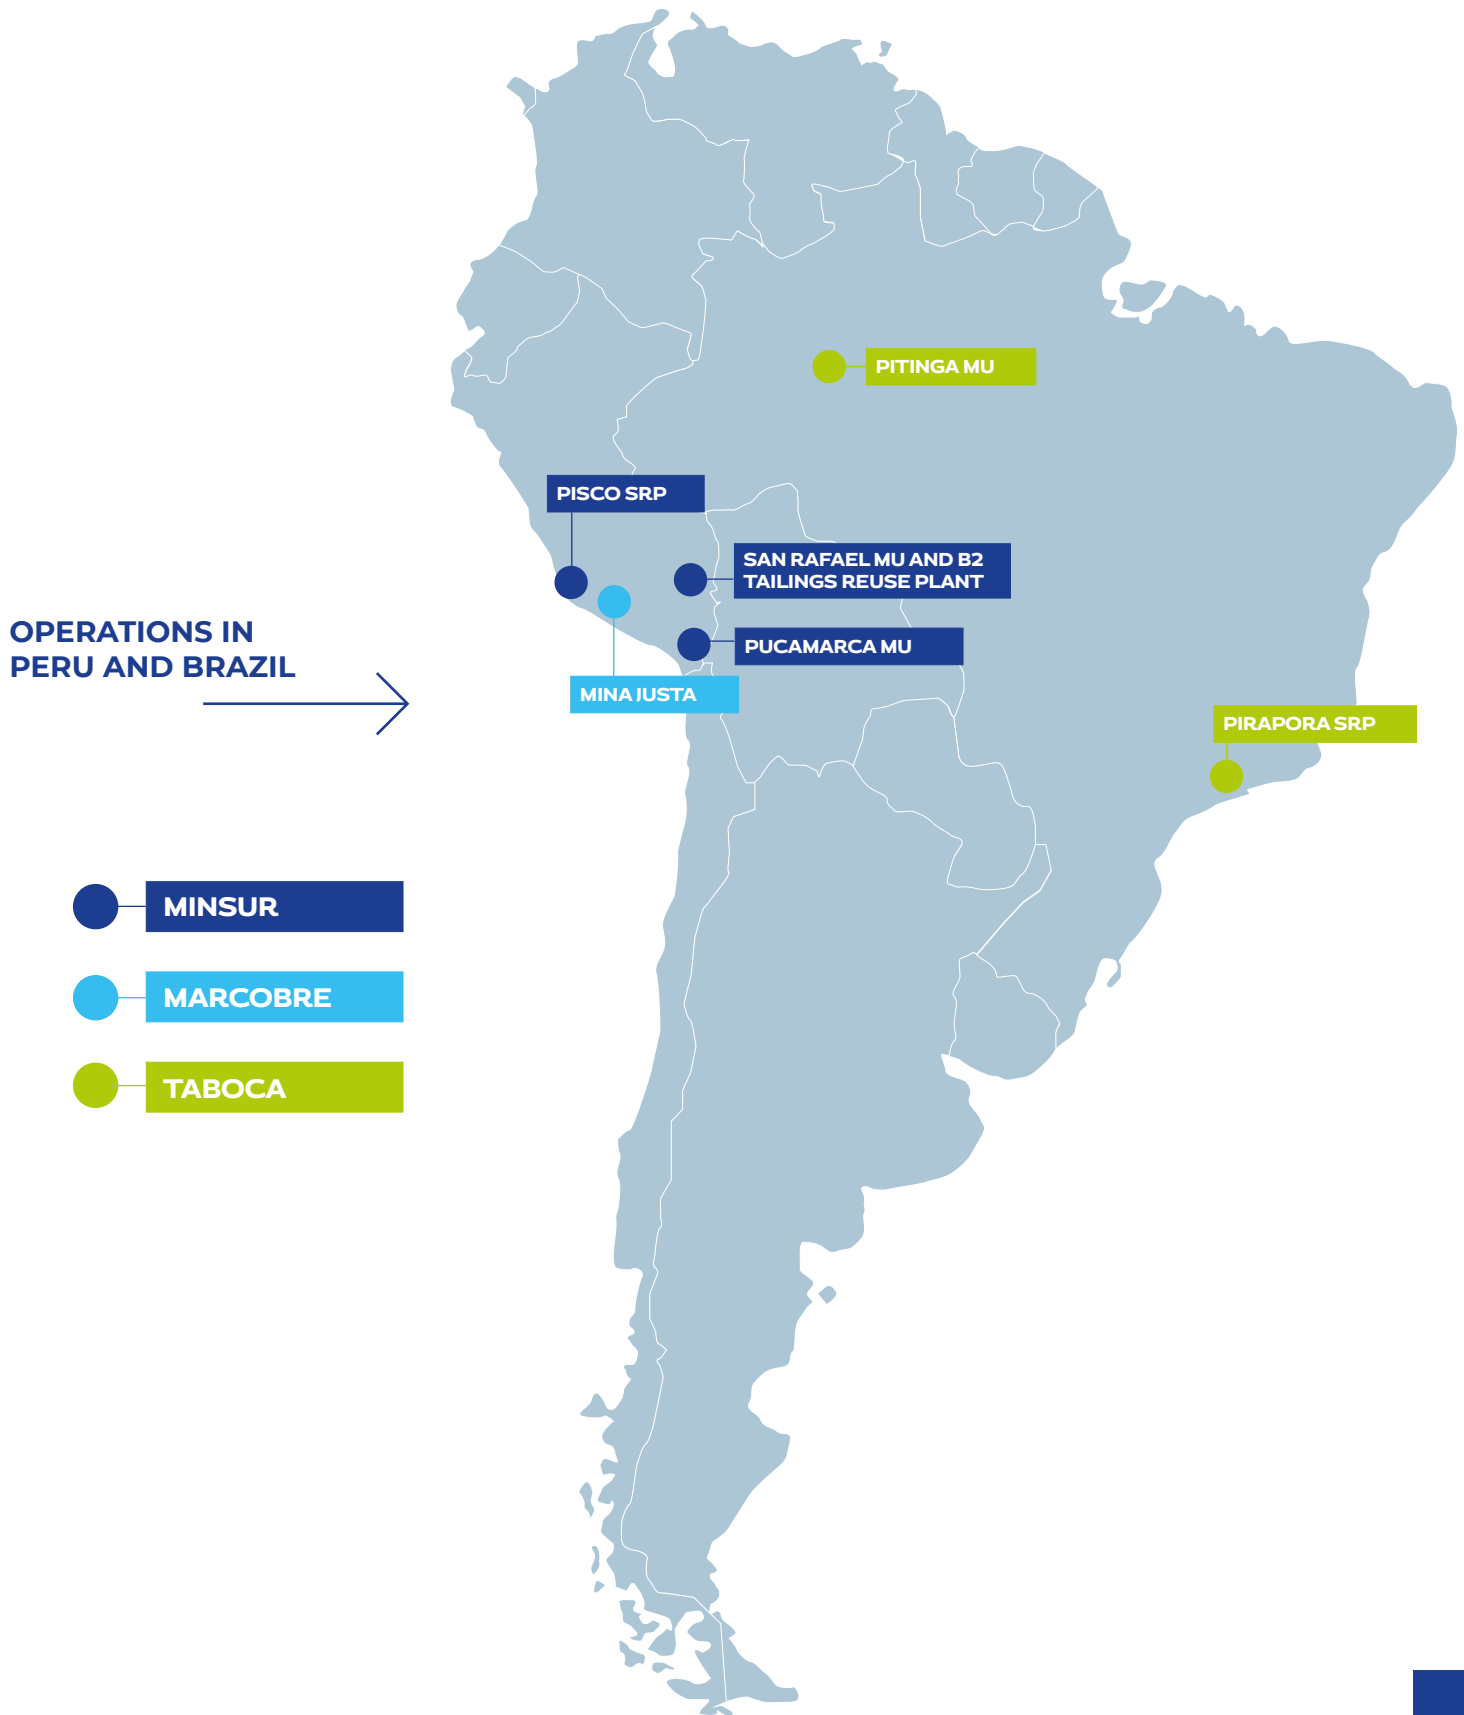 PITINGA MU
PISCO SRP
SAN RAFAEL MU AND B2
TAILINGS REUSE PLANT
OPERATIONS IN
PERU AND BRAZIL
PUCAMARCA MU
MINA JUSTA
PIRAPORA SRP
MINSUR
MARCOBRE
TABOCA